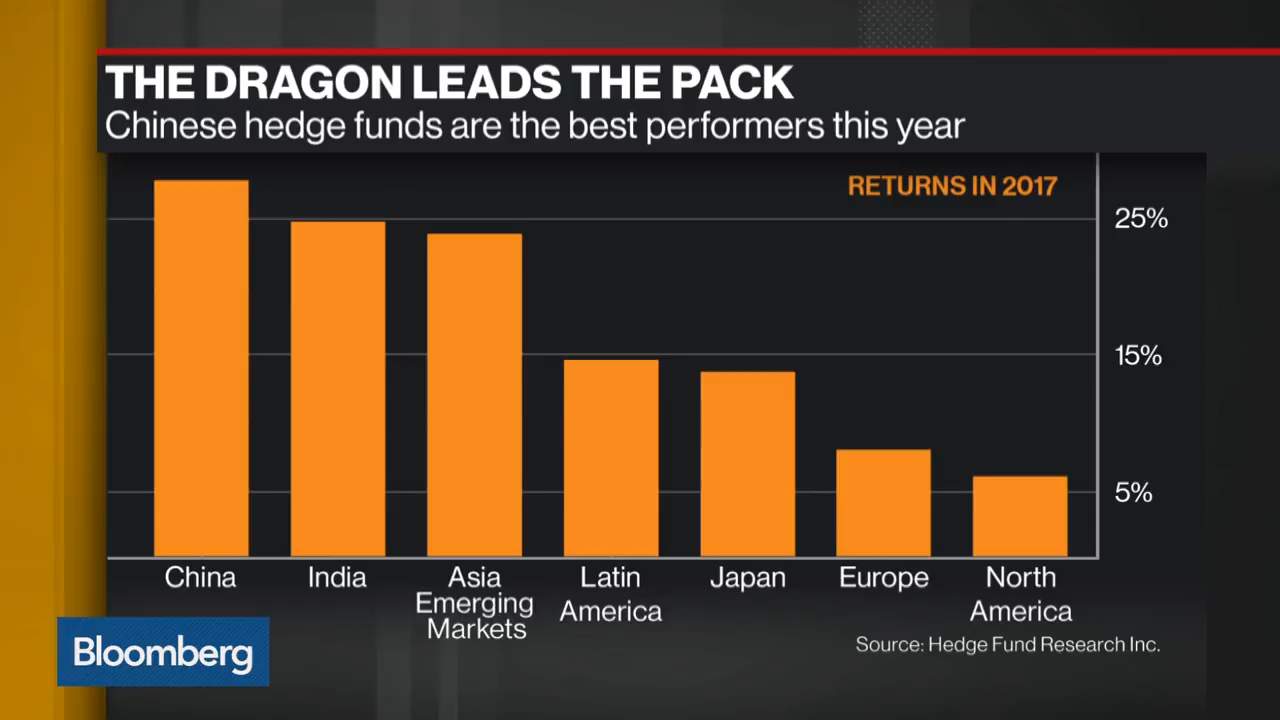 THE DRAGON LEADS THE PACK
Chinese hedge funds are the best performers this year
RETURNS IN 2017
25%
15%
5%
China
India
Asia
Emerging
Markets
Latin
America
Japan
Europe
North
America
Source: Hedge Fund Research Inc.
Bloomberg